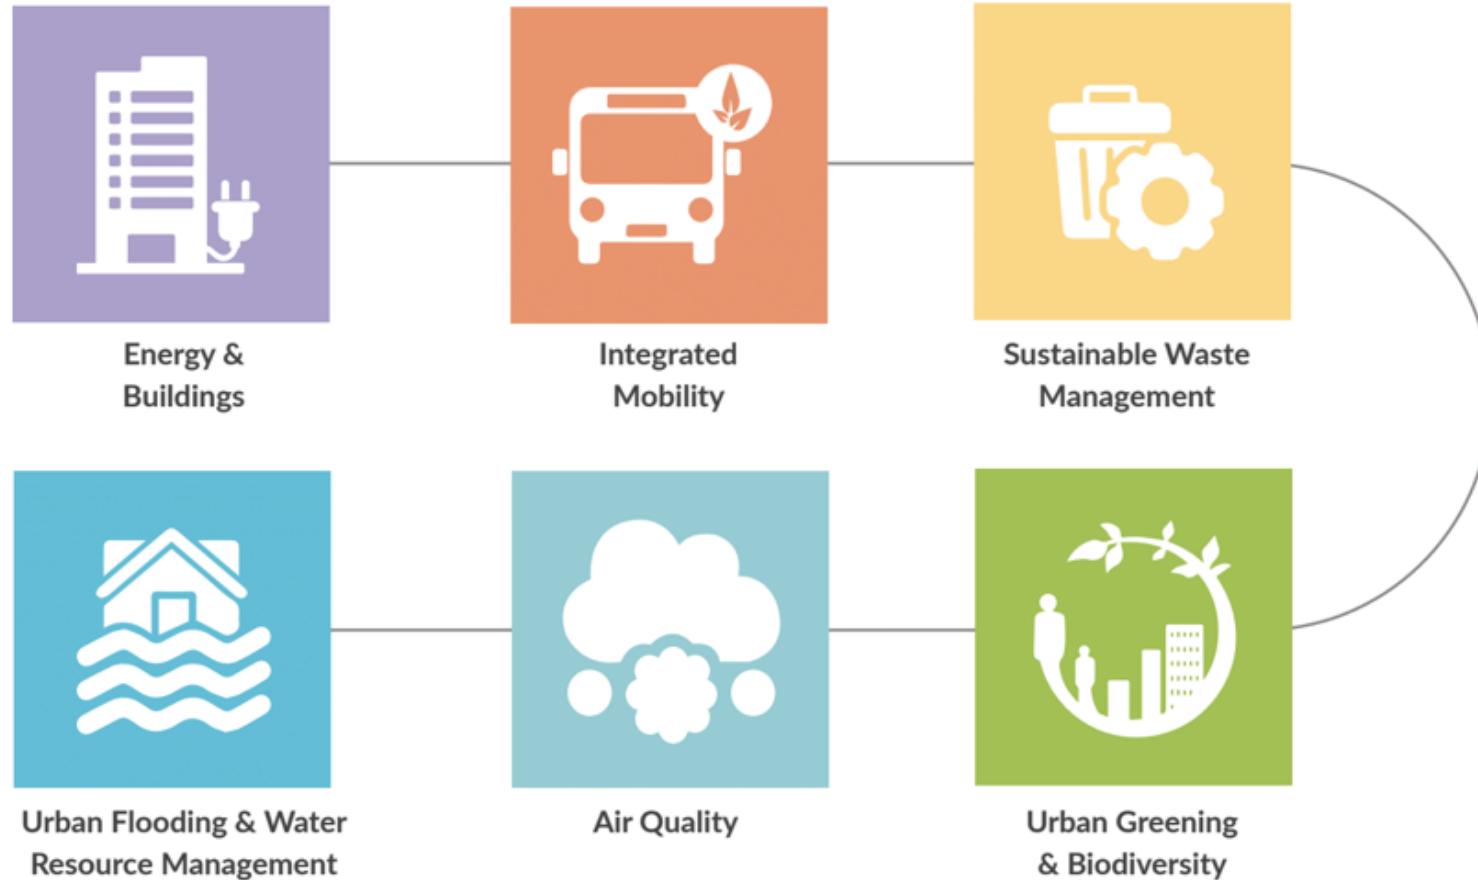 Energy &
Buildings
Integrated
Mobility
Sustainable Waste
Management
Urban Flooding & Water
Resource Management
Air Quality
Urban Greening
& Biodiversity